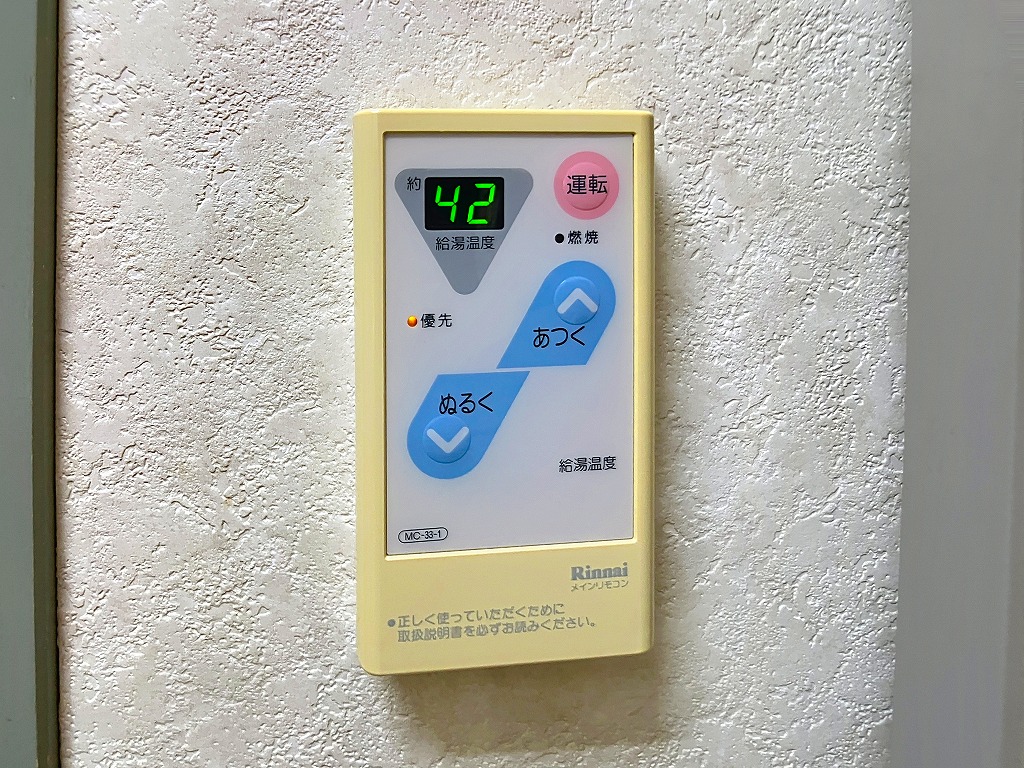 約 42
給湯温度
運転
●燃焼
優先
あつく
ぬるく
給湯温度
MC-33-1
Rinnai
メインリモコン
●正しく使っていただくために
取扱説明書を必ずお読みください。